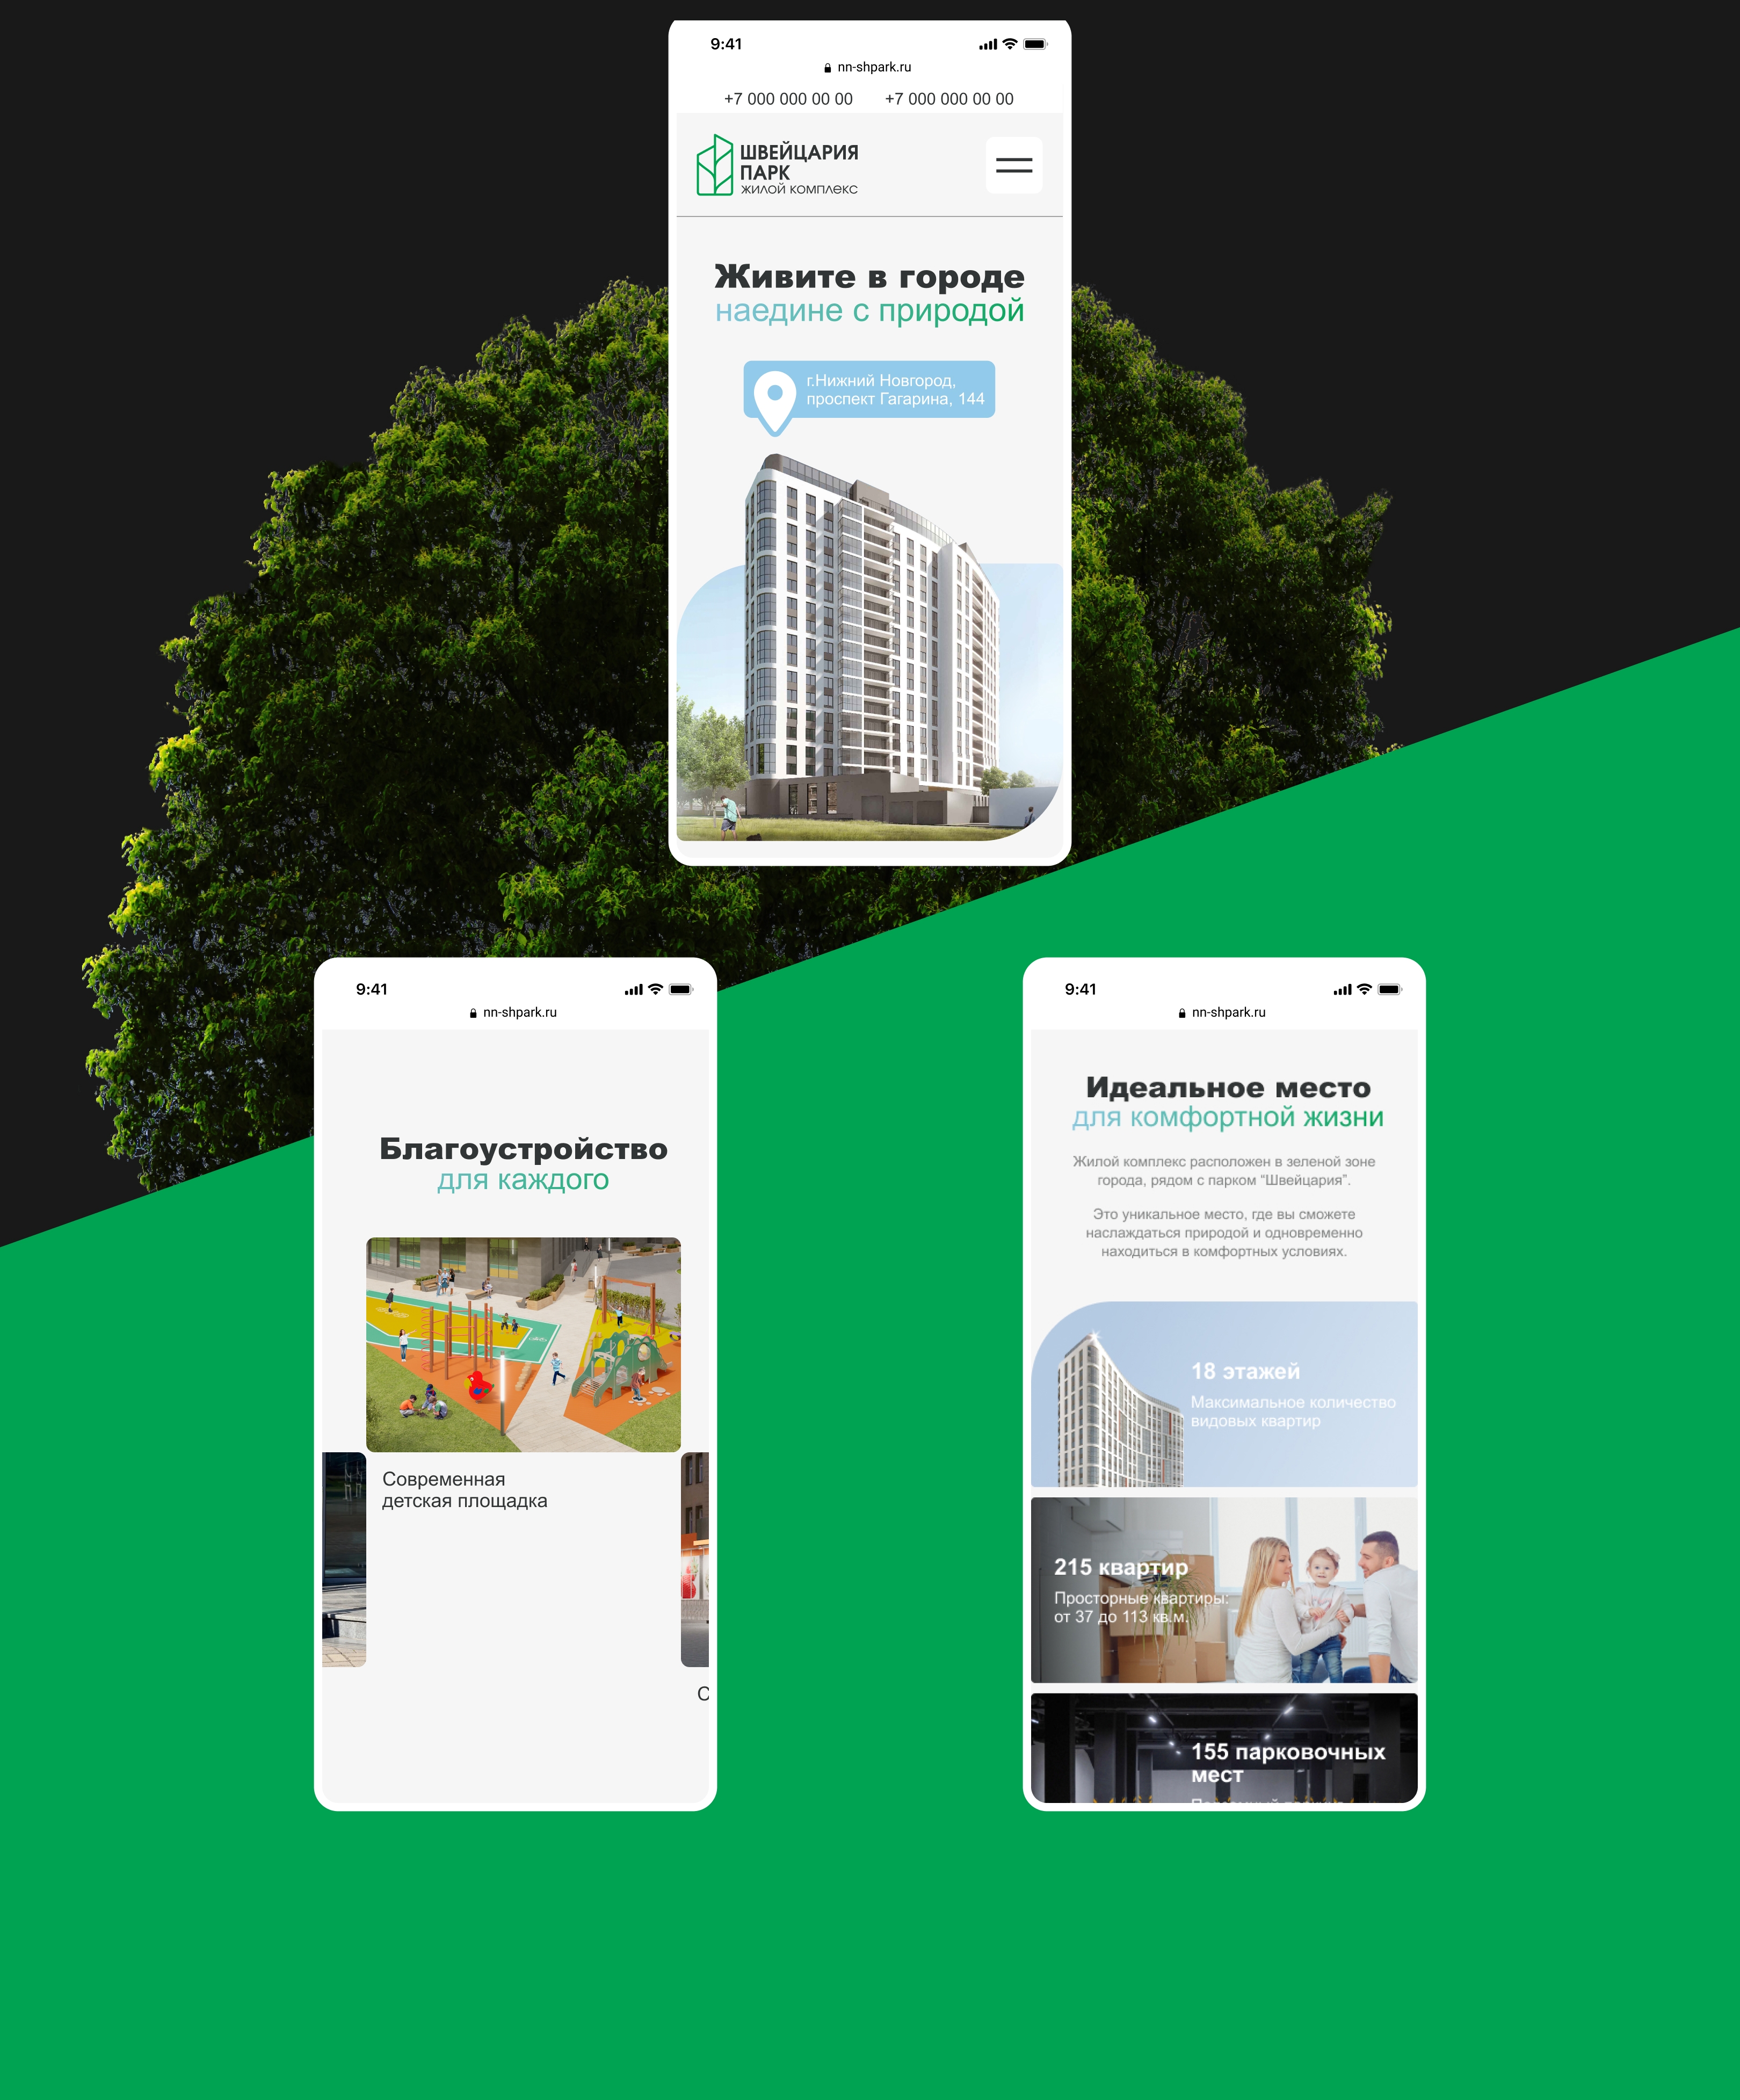 9:41
nn-shpark.ru
+7 000 000 00 00 +7 000 000 00 00
ШВЕЙЦАРИЯ
ПАРК
ЖИЛОЙ КОМПЛЕКС
Живите в городе
наедине с природой
г.Нижний Новгород,
проспект Гагарина, 144
9:41
nn-shpark.ru
Благоустройство
для каждого
Современная
детская площадка
С
9:41
nn-shpark.ru
Идеальное место
для комфортной жизни
Жилой комплекс расположен в зеленой зоне
города, рядом с парком “Швейцария”.
Это уникальное место, где вы сможете
наслаждаться природой и одновременно
находиться в комфортных условиях.
18 этажей
Максимальное количество
видовых квартир
215 квартир
Просторные квартиры:
от 37 до 113 кв.м.
155 парковочных
мест